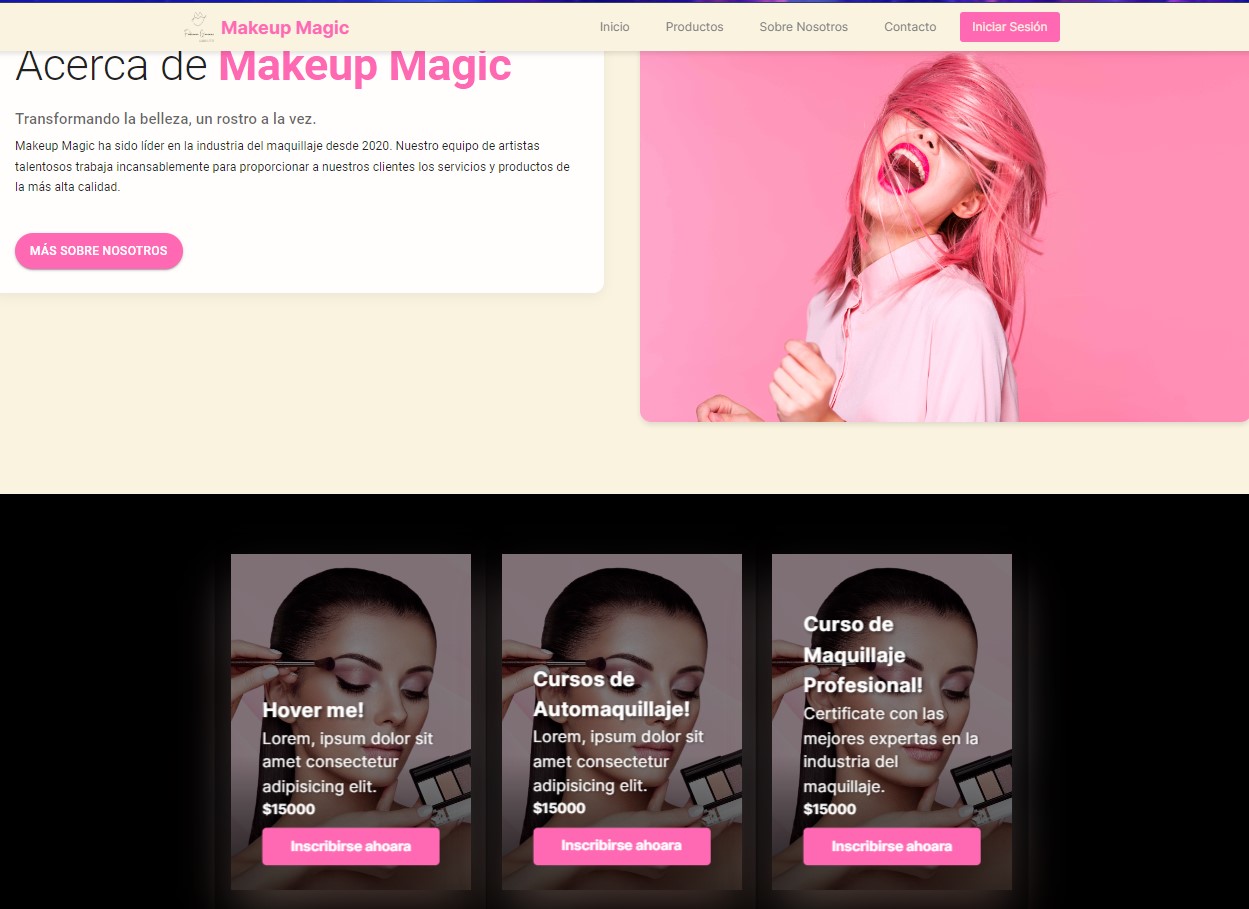 Makeup Magic
Inicio
Productos
Sobre Nosotros
Contacto
Iniciar Sesión
Acerca de Makeup Magic
Transformando la belleza, un rostro a la vez.
Makeup Magic ha sido líder en la industria del maquillaje desde 2020. Nuestro equipo de artistas
talentosos trabaja incansablemente para proporcionar a nuestros clientes los servicios y productos de
la más alta calidad.
MÁS SOBRE NOSOTROS
Hover me!
Lorem, ipsum dolor sit
amet consectetur
adipisicing elit.
$15000
Inscribirse ahoara
Cursos de
Automaquillaje!
Lorem, ipsum dolor sit
amet consectetur
adipisicing elit.
$15000
Inscribirse ahoara
Curso de
Maquillaje
Profesional!
Certificate con las
mejores expertas en la
industria del
maquillaje.
$15000
Inscribirse ahoara